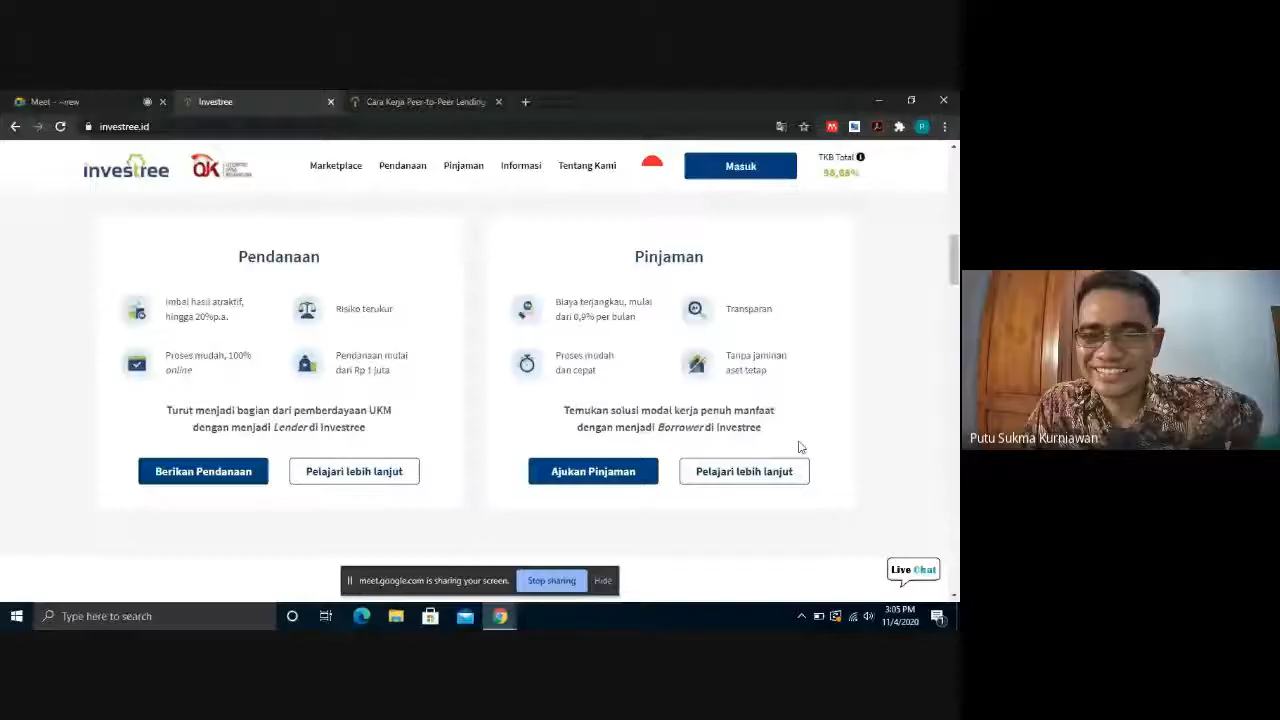 Meet - ~new
Investree
Cara Kerja Peer-to-Peer Lending
investree.id
investree
Marketplace
Pendanaan
Pinjaman
Informasi
Tentang Kami
Masuk
TKB Total
98,68%
Pendanaan
Imbal hasil atraktif,
hingga 20%p.a.
Risiko terukur
Proses mudah, 100%
online
Pendanaan mulai
dari Rp 1 juta
Turut menjadi bagian dari pemberdayaan UKM
dengan menjadi Lender di Investree
Berikan Pendanaan
Pelajari lebih lanjut
Pinjaman
Biaya terjangkau, mulai
dari 0,9% per bulan
Transparan
Proses mudah
dan cepat
Tanpa jaminan
aset tetap
Temukan solusi modal kerja penuh manfaat
dengan menjadi Borrower di Investree
Ajukan Pinjaman
Pelajari lebih lanjut
Live Chat
meet.google.com is sharing your screen.
Stop sharing
Hide
Type here to search
3:05 PM
11/4/2020
Putu Sukma Kurniawan